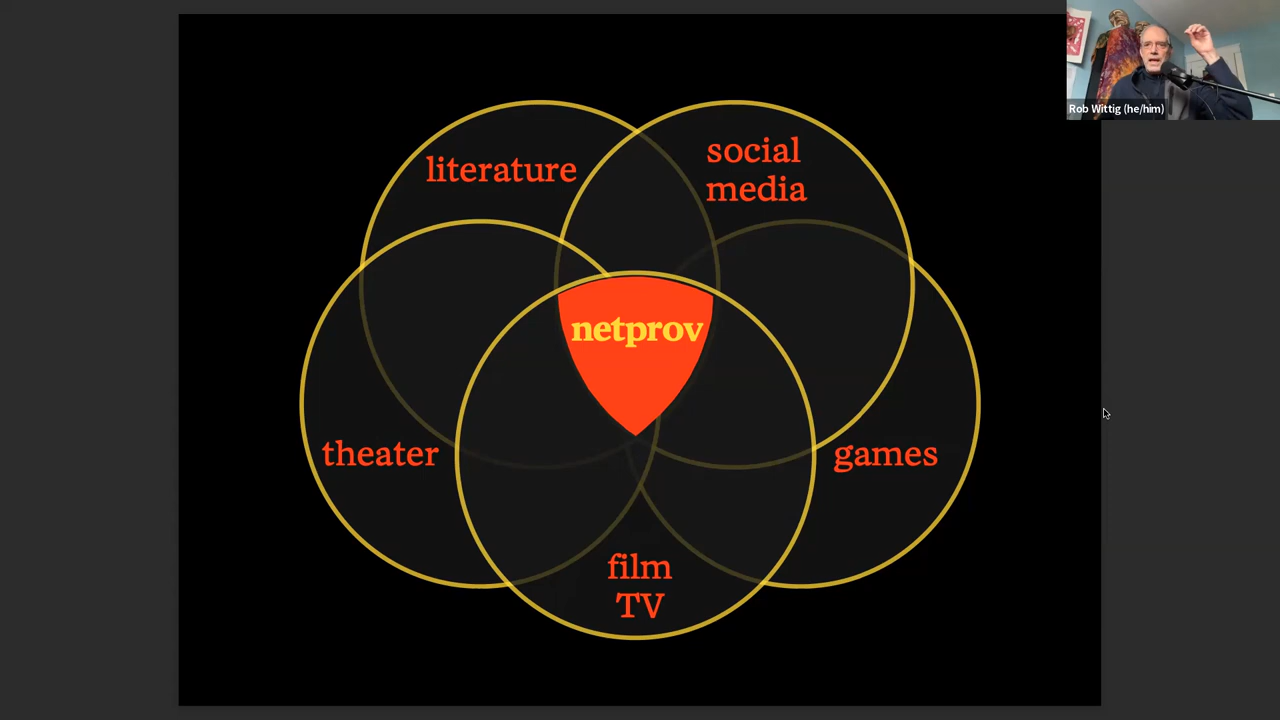 Rob Wittig (he/him)
literature
social
media
netprov
theater
games
film
TV